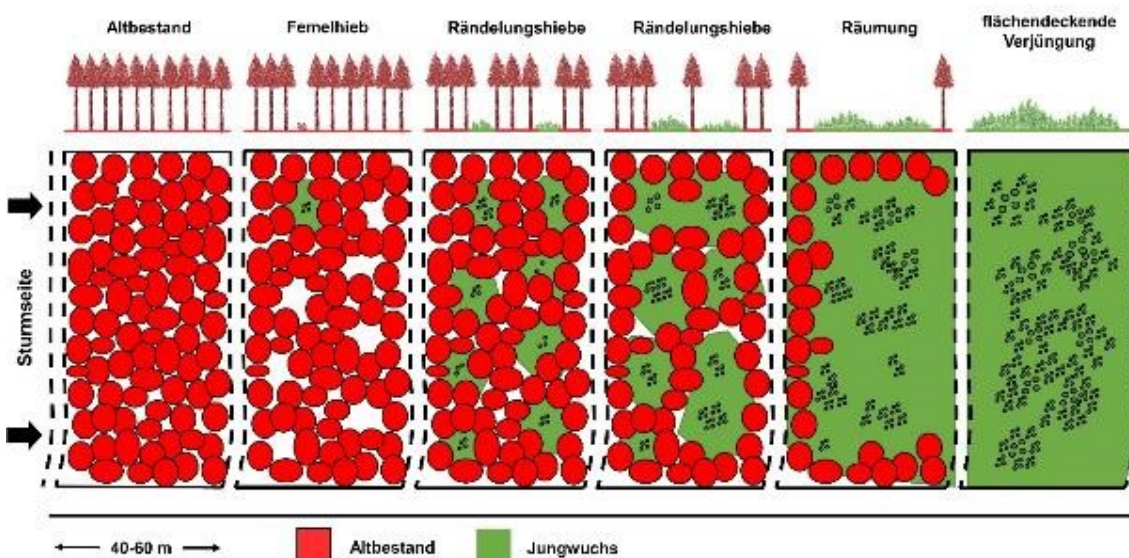 Altbestand
Femelhieb
Rändelungshiebe
Rändelungshiebe
Räumung
flächendeckende
Verjüngung
Sturmseite
40-60 m
Altbestand
Jungwuchs